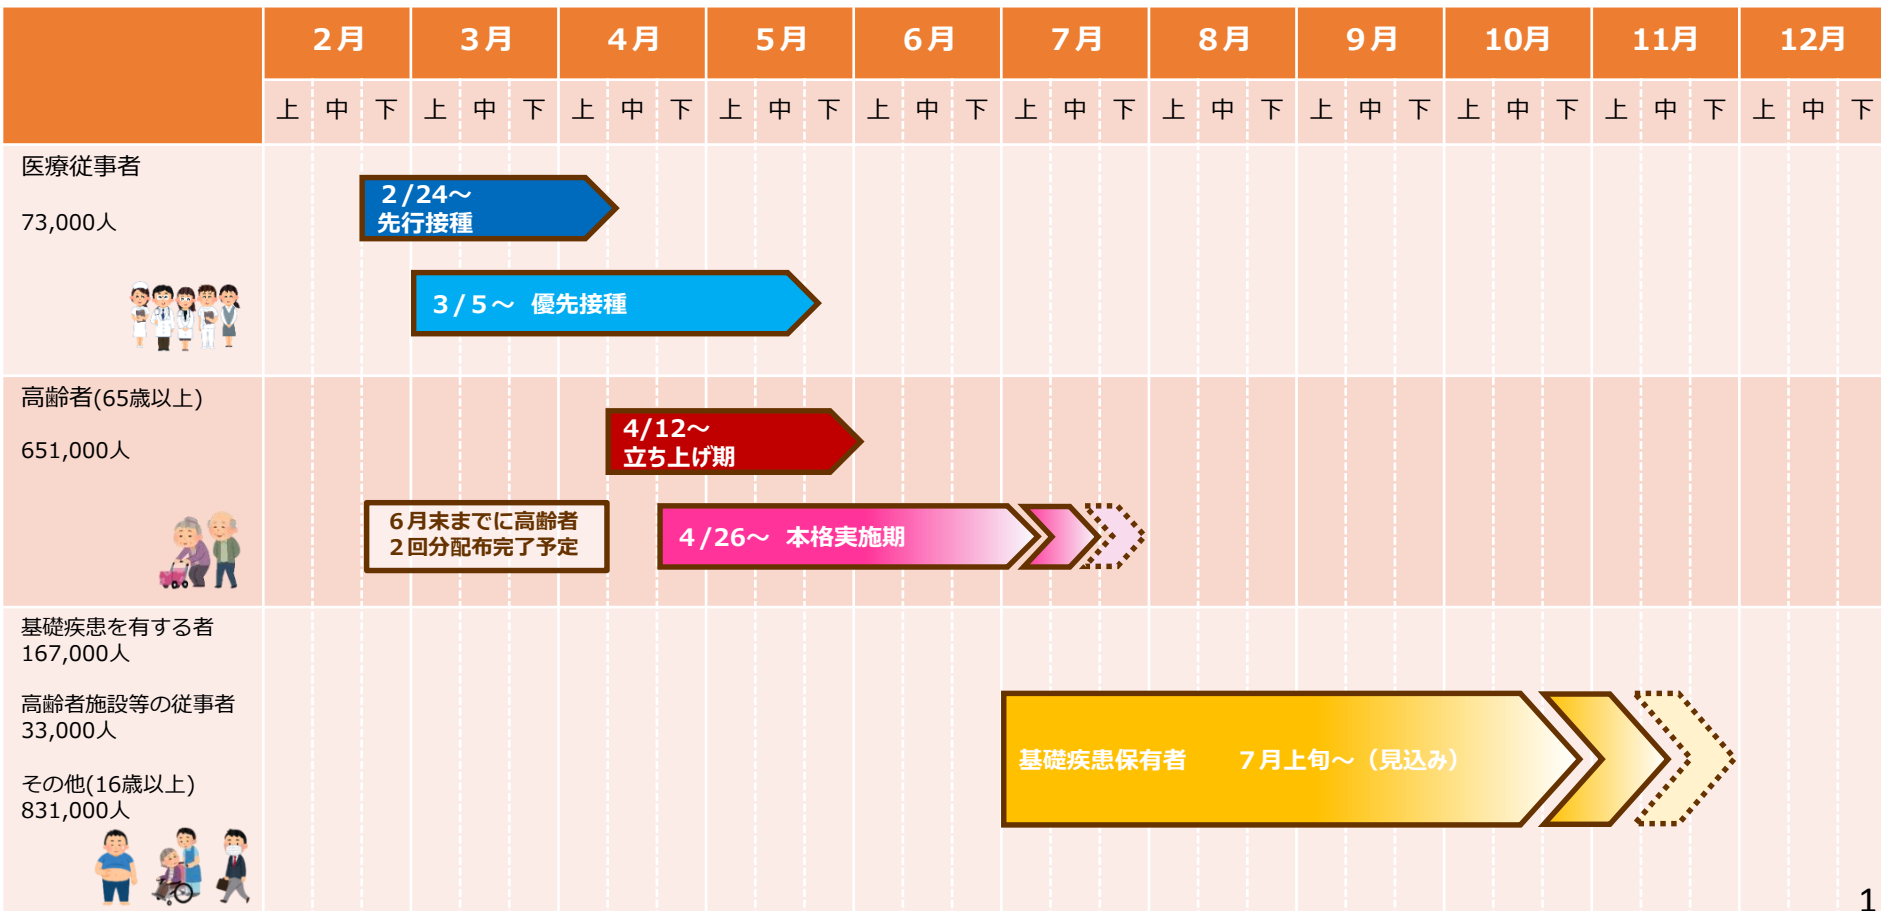 2月 3月 4月 5月 6月 7月 8月 9月 10月 11月 12月
上 中 下 上 中 下 上 中 下 上 中 下 上 中 下 上 中 下 上 中 下 上 中 下 上 中 下 上 中 下 上 中 下
医療従事者
73,000人
2/24～
先行接種
3/5～ 優先接種
高齢者(65歳以上)
651,000人
4/12～
立ち上げ期
6月末までに高齢者
2回分配布完了予定
4/26～ 本格実施期
基礎疾患を有する者
167,000人
高齢者施設等の従事者
33,000人
その他(16歳以上)
831,000人
基礎疾患保有者 7月上旬～（見込み）
1